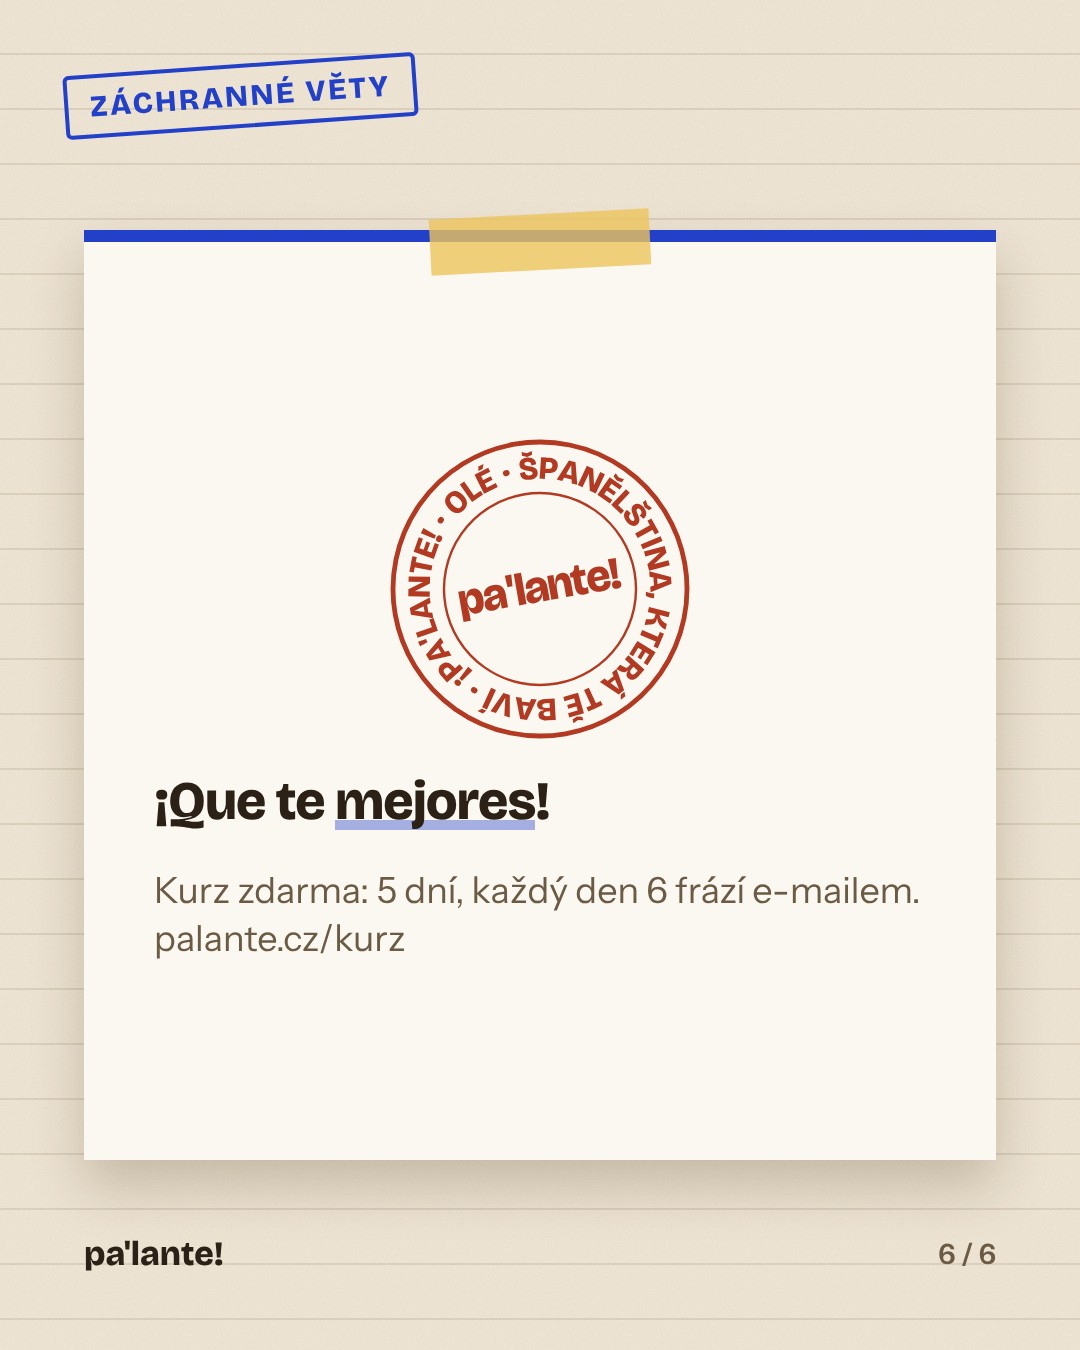 ZÁCHRANNÉ VĚTY
ŠPANĚLŠTINA, KTERÁ TĚ BAVÍ · ¡PA'LANTE! · OLÉ ·
pa'lante!
¡Que te mejores!
Kurz zdarma: 5 dní, každý den 6 frází e-mailem.
palante.cz/kurz
pa'lante!
6 / 6